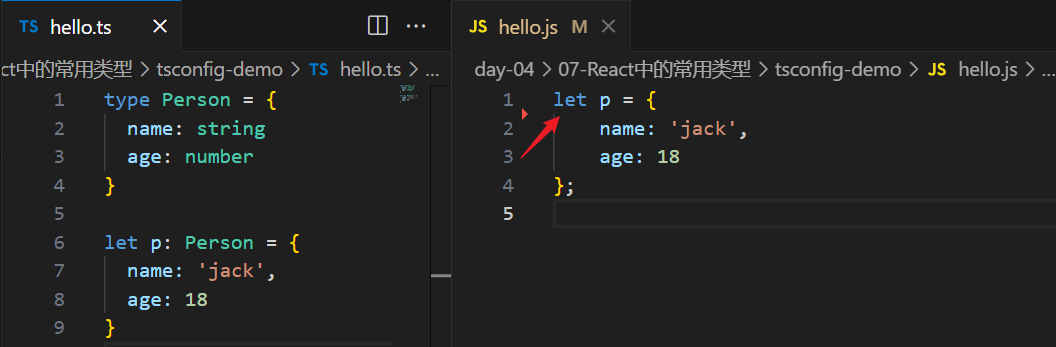 TS hello.ts
ct中的常用类型 > tsconfig-demo > TS hello.ts > ...
1 type Person = {
2 name: string
3 age: number
4 }
5
6 let p: Person = {
7 name: 'jack',
8 age: 18
9 }
JS hello.js M
day-04 > 07-React中的常用类型 > tsconfig-demo > JS hello.js > ...
1 let p = {
2 name: 'jack',
3 age: 18
4 };
5